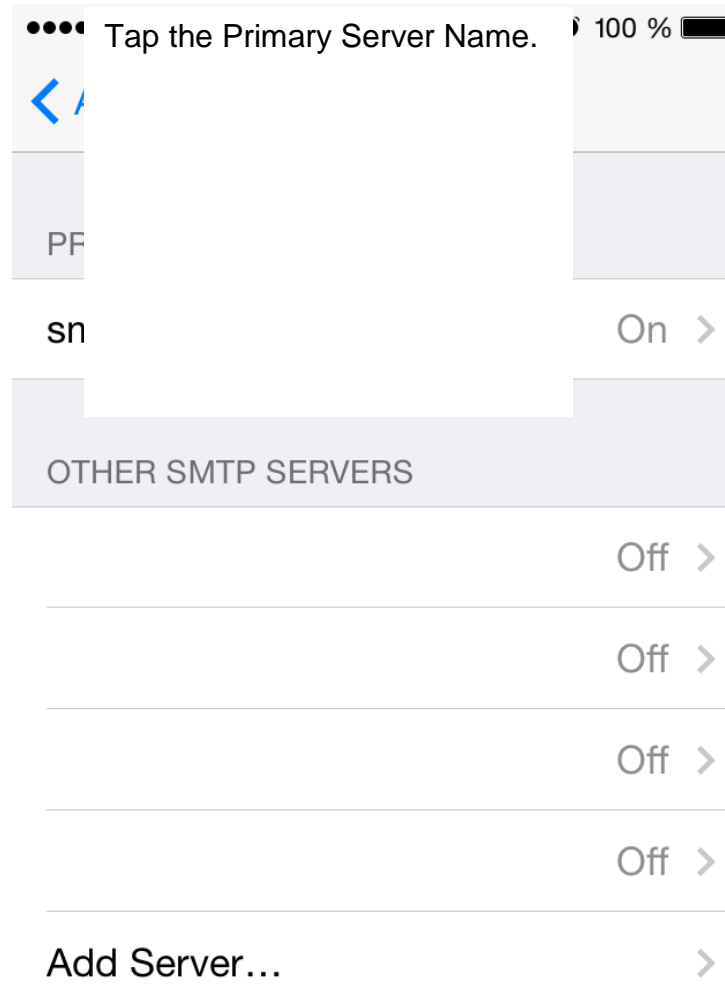 Tap the Primary Server Name.
100 %
On
OTHER SMTP SERVERS
Off
Off
Off
Off
Add Server...